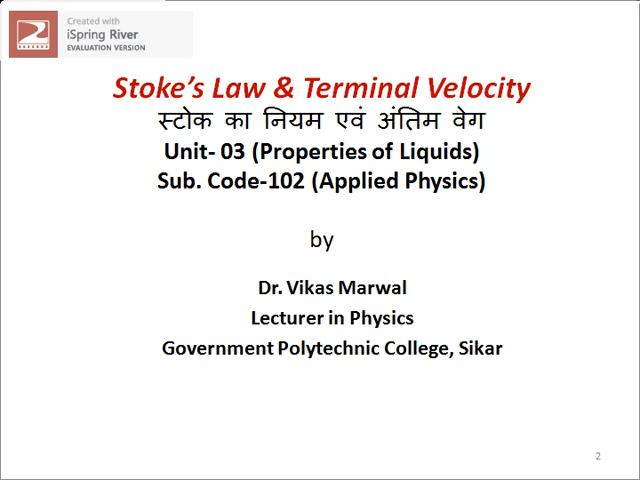 Created with
iSpring River
EVALUATION VERSION
Stoke's Law & Terminal Velocity
स्टोक का नियम एवं अंतिम वेग
Unit- 03 (Properties of Liquids)
Sub. Code-102 (Applied Physics)
by
Dr. Vikas Marwal
Lecturer in Physics
Government Polytechnic College, Sikar
2